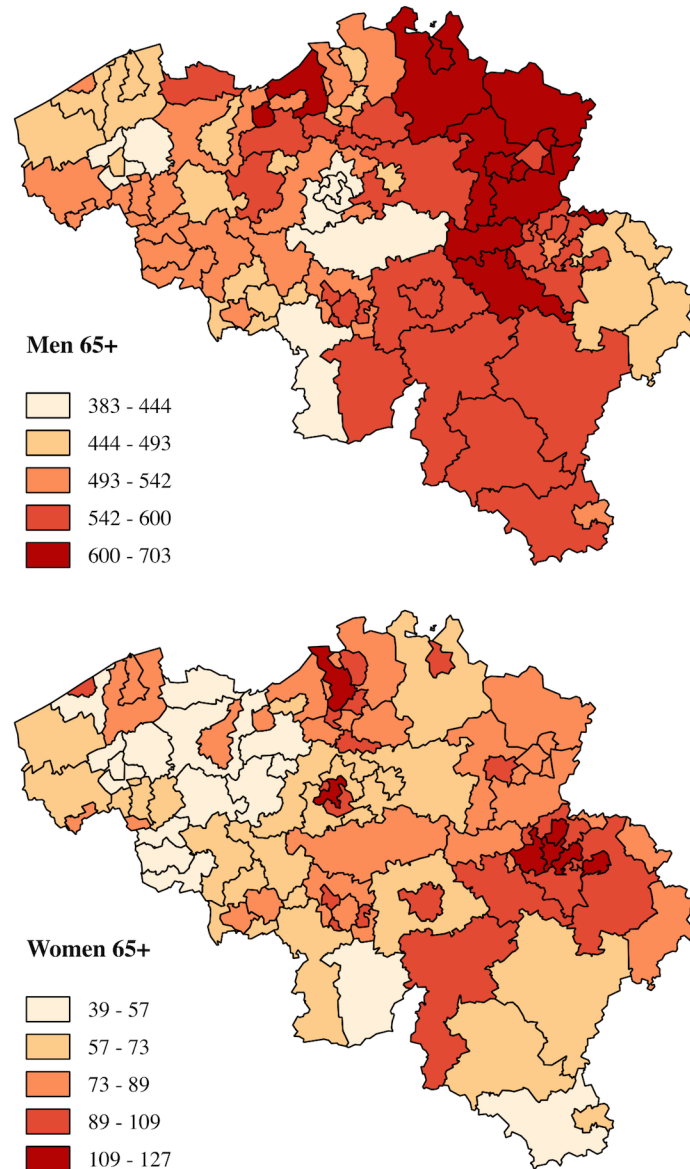 Men 65+
383 - 444
444 - 493
493 - 542
542 - 600
600 - 703
Women 65+
39 - 57
57 - 73
73 - 89
89 - 109
109 - 127